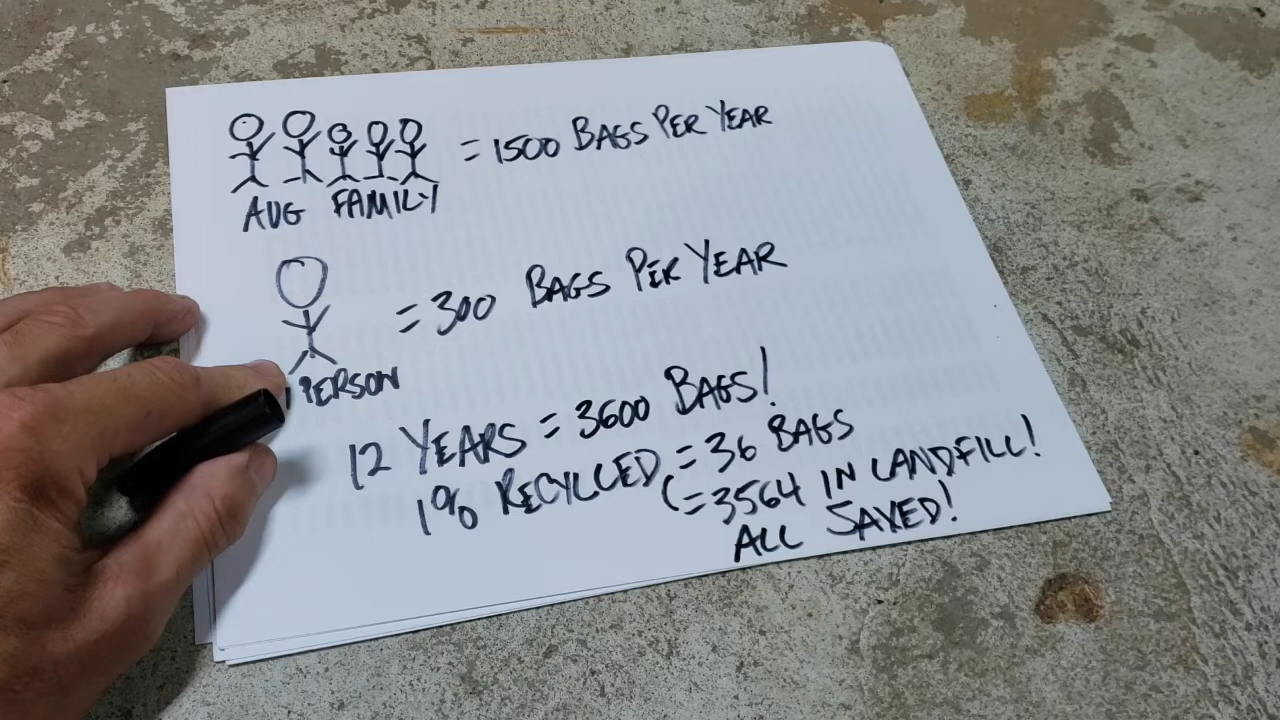 = 1500 BAGS PER YEAR
AVG FAMILY
= 300 BAGS PER YEAR
1 PERSON
12 YEARS = 3600 BAGS!
1% RECYCLED = 36 BAGS
(= 3564 IN LANDFILL!
ALL SAVED!